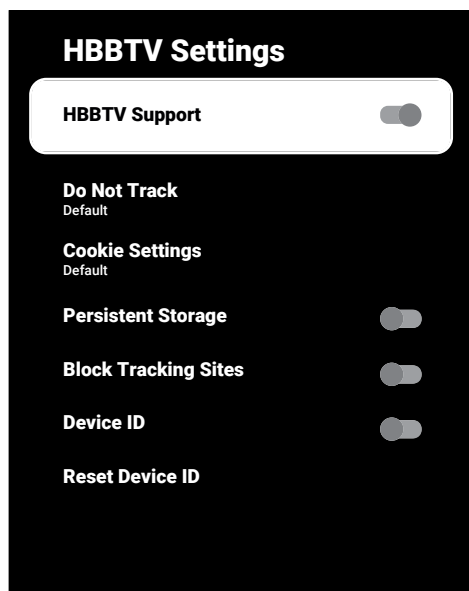 HBBTV Settings
HBBTV Support
Do Not Track
Default
Cookie Settings
Default
Persistent Storage
Block Tracking Sites
Device ID
Reset Device ID